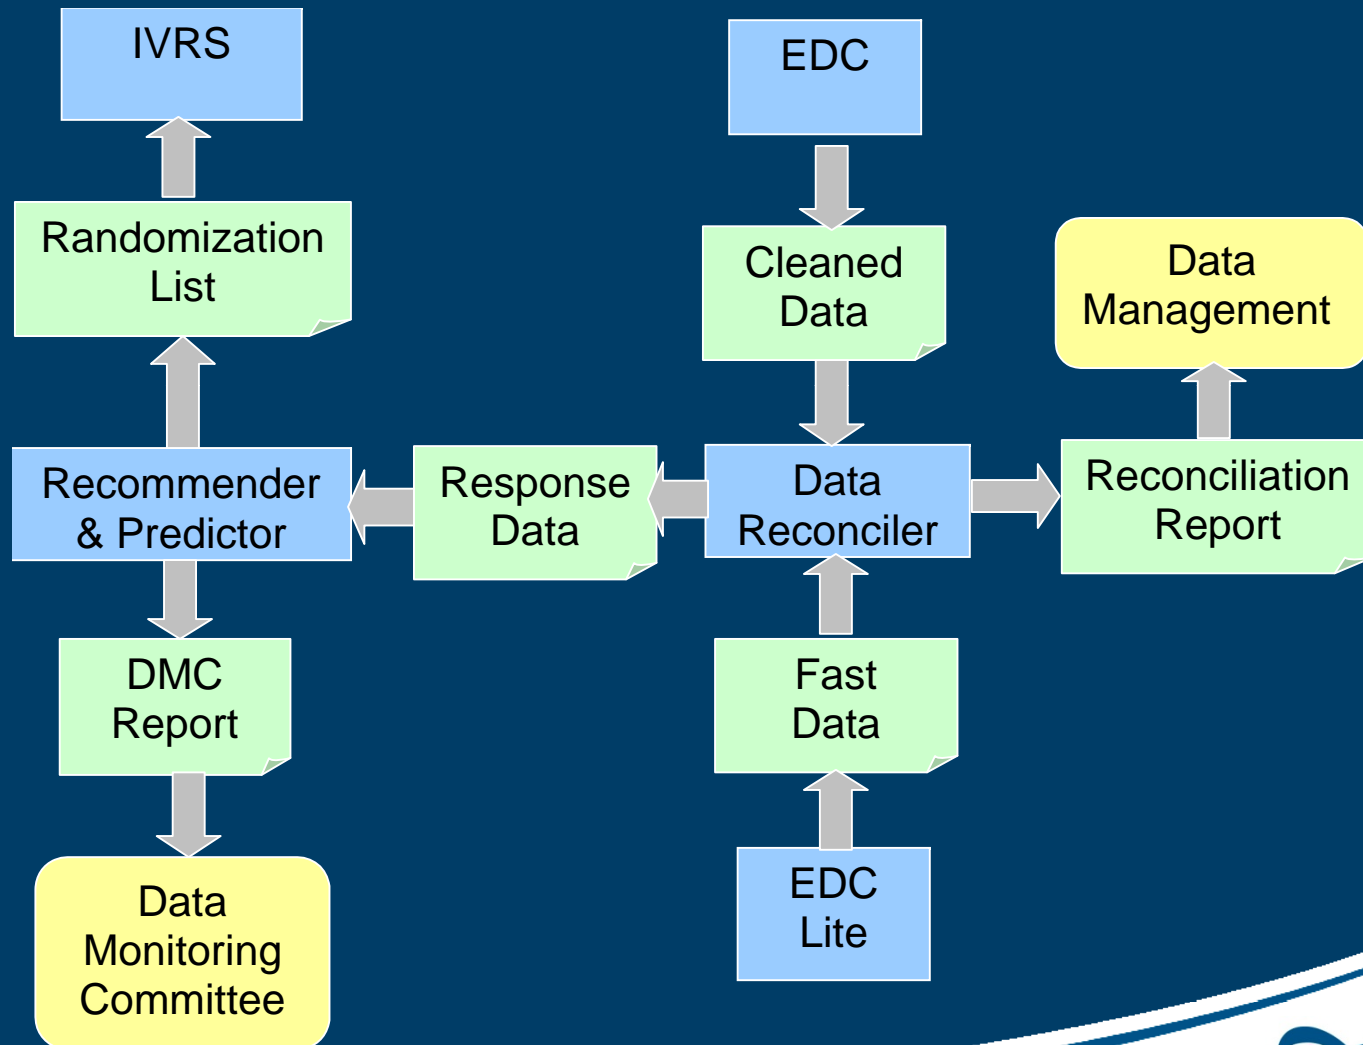 IVRS
EDC
Randomization
List
Cleaned
Data
Data
Management
Recommender
& Predictor
Response
Data
Data
Reconciler
Reconciliation
Report
DMC
Report
Fast
Data
Data
Monitoring
Committee
EDC
Lite